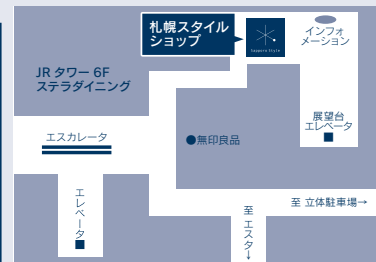 札幌スタイル
ショップ
Sapporo Style
インフォ
メーション
JR タワー 6F
ステラダイニング
展望台
エレベータ
エスカレータ
●無印良品
エレベータ
至 エスタ→
至 立体駐車場→